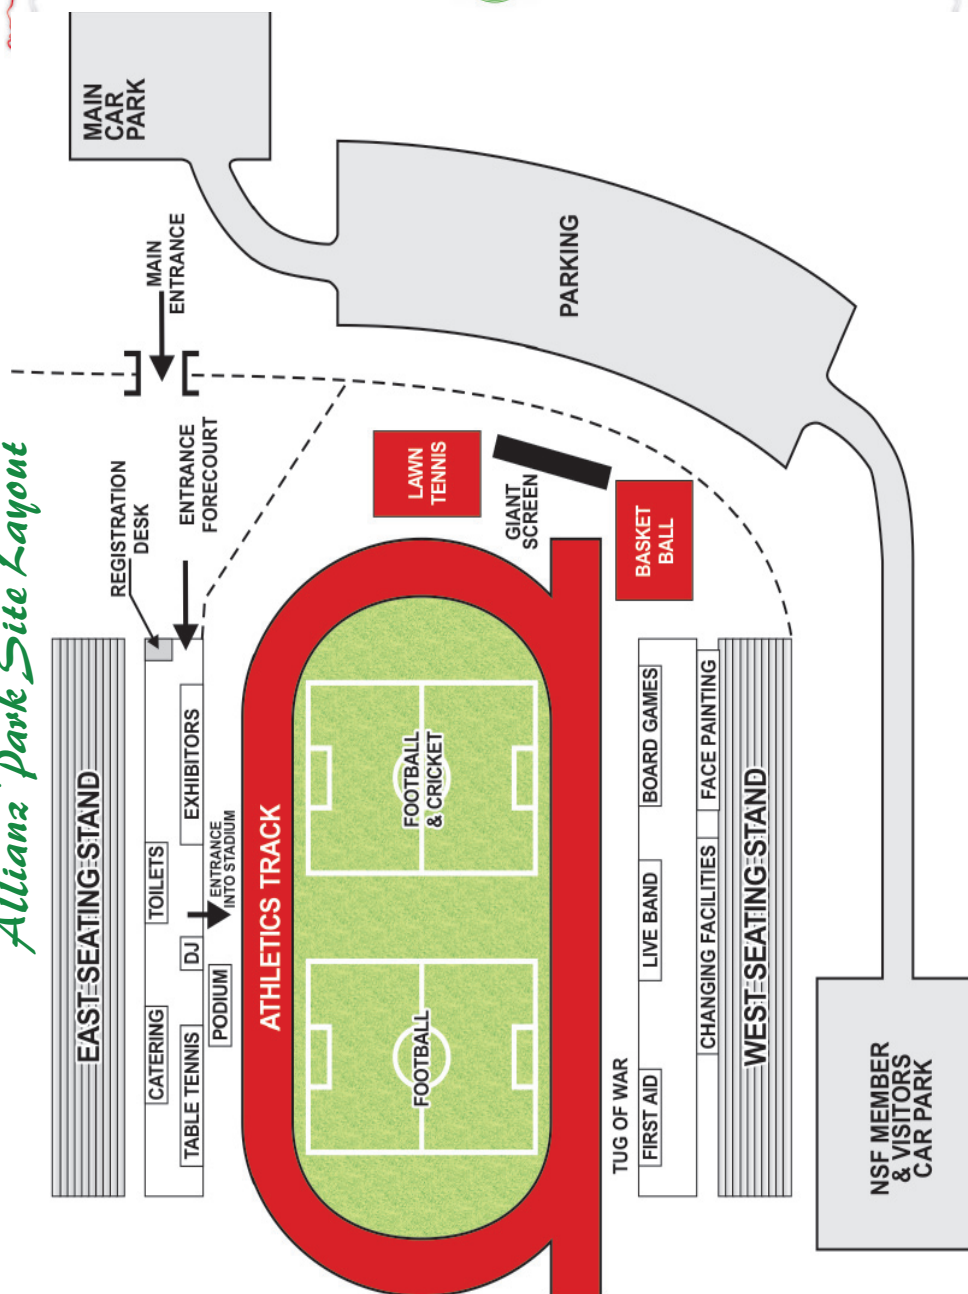 Allianz Park Site Layout
MAIN
CAR
PARK
MAIN
ENTRANCE
PARKING
REGISTRATION
DESK
ENTRANCE
FORECOURT
LAWN
TENNIS
GIANT
SCREEN
BASKET
BALL
EAST SEATING STAND
TOILETS
CATERING
EXHIBITORS
DJ
TABLE TENNIS
ENTRANCE
INTO STADIUM
PODIUM
ATHLETICS TRACK
FOOTBALL
& CRICKET
FOOTBALL
TUG OF WAR
BOARD GAMES
LIVE BAND
FIRST AID
FACE PAINTING
CHANGING FACILITIES
WEST SEATING STAND
NSF MEMBER
& VISITORS
CAR PARK